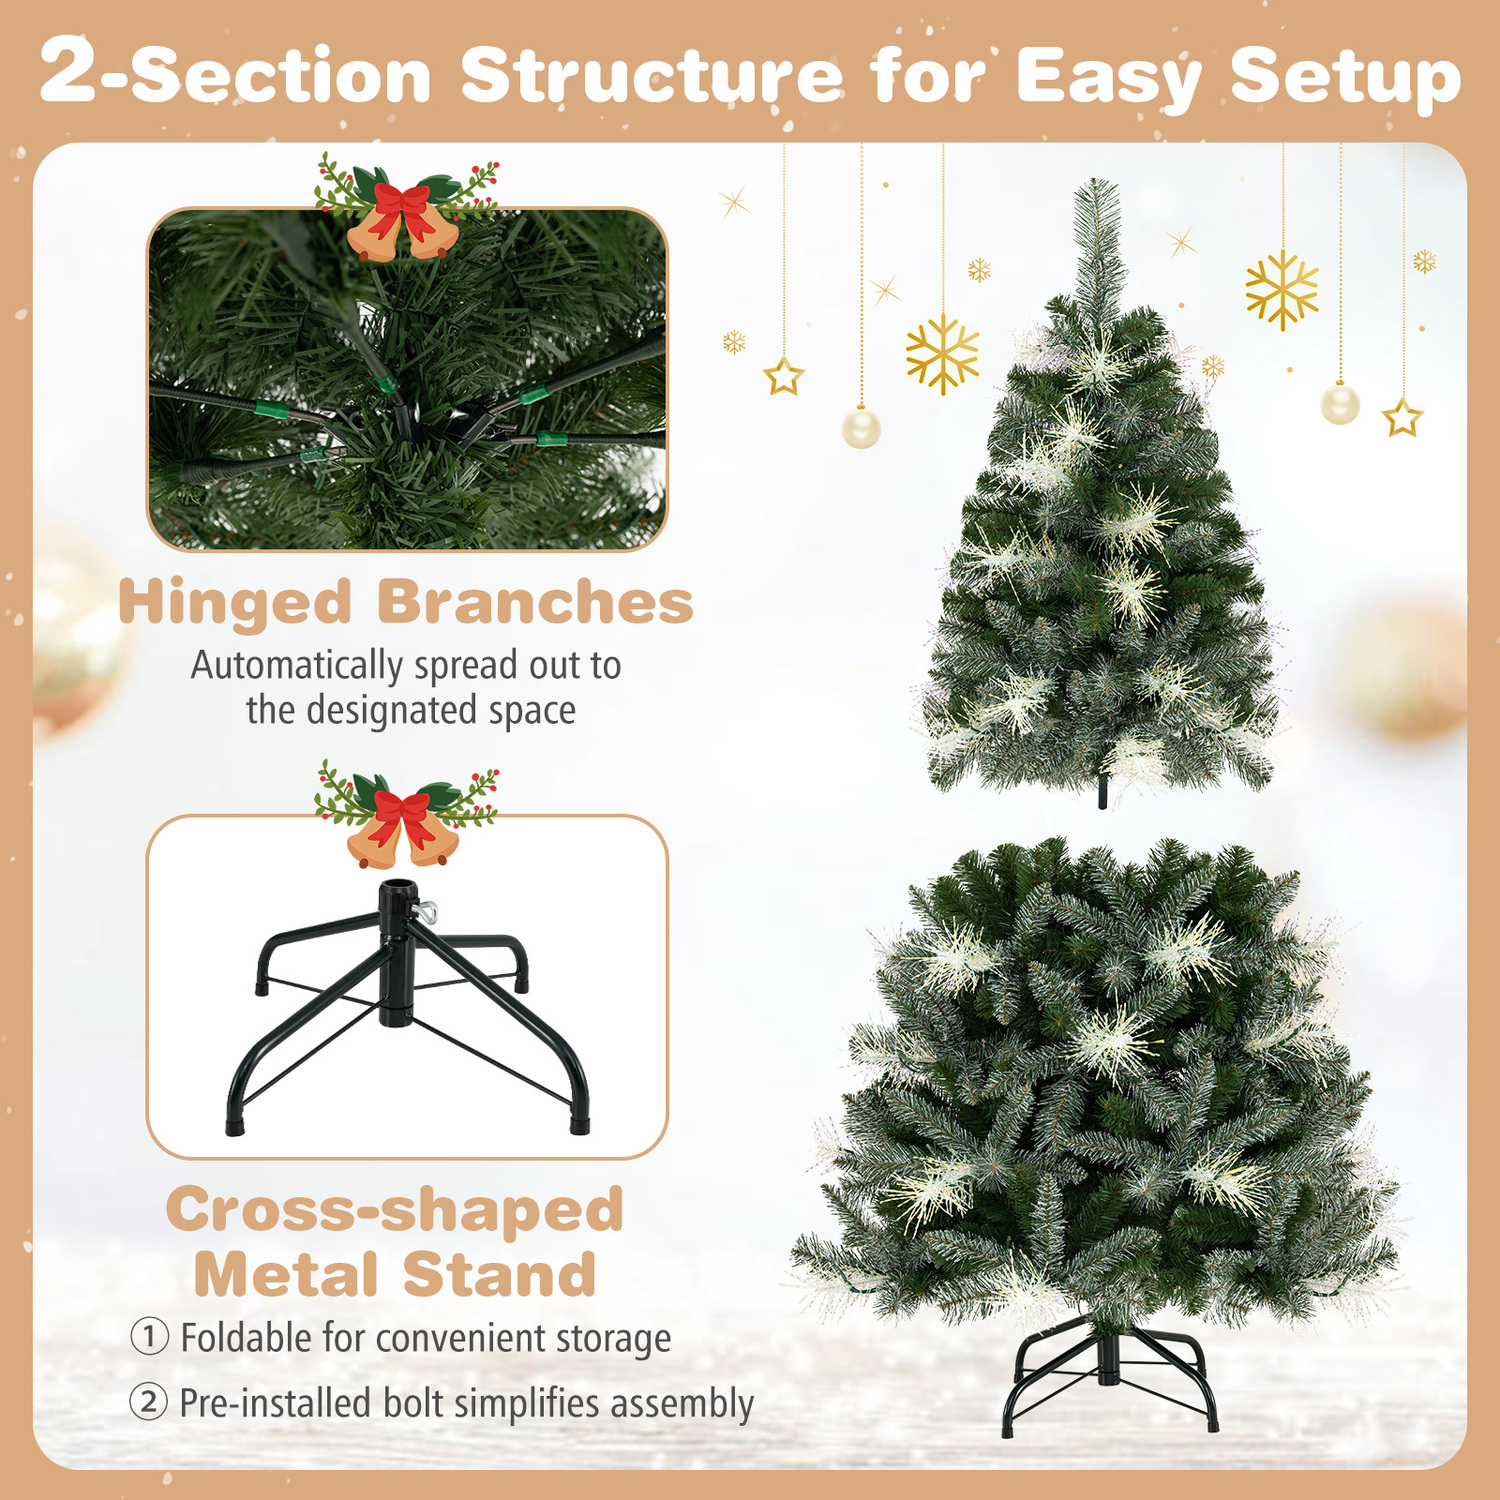 2-Section Structure for Easy Setup
Hinged Branches
Automatically spread out to
the designated space
Cross-shaped
Metal Stand
① Foldable for convenient storage
② Pre-installed bolt simplifies assembly